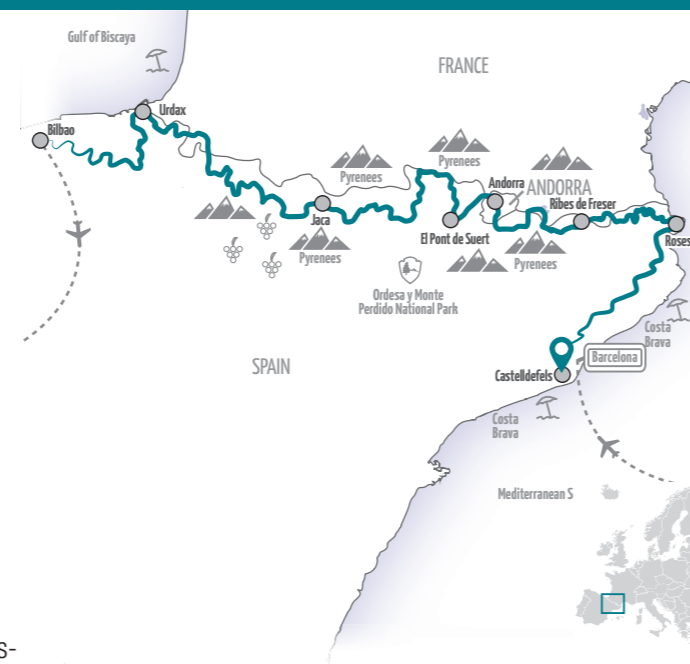 Gulf of Biscaya
FRANCE
Urdax
Bilbao
Pyrenees
Pyrenees
Andorra
ANDORRA
Ribes de Freser
Jaca
El Pont de Suert
Roses
Pyrenees
Pyrenees
Ordesa y Monte
Perdido National Park
Costa
Brava
Barcelona
SPAIN
Castelldefels
Costa
Brava
Mediterranean S
s-